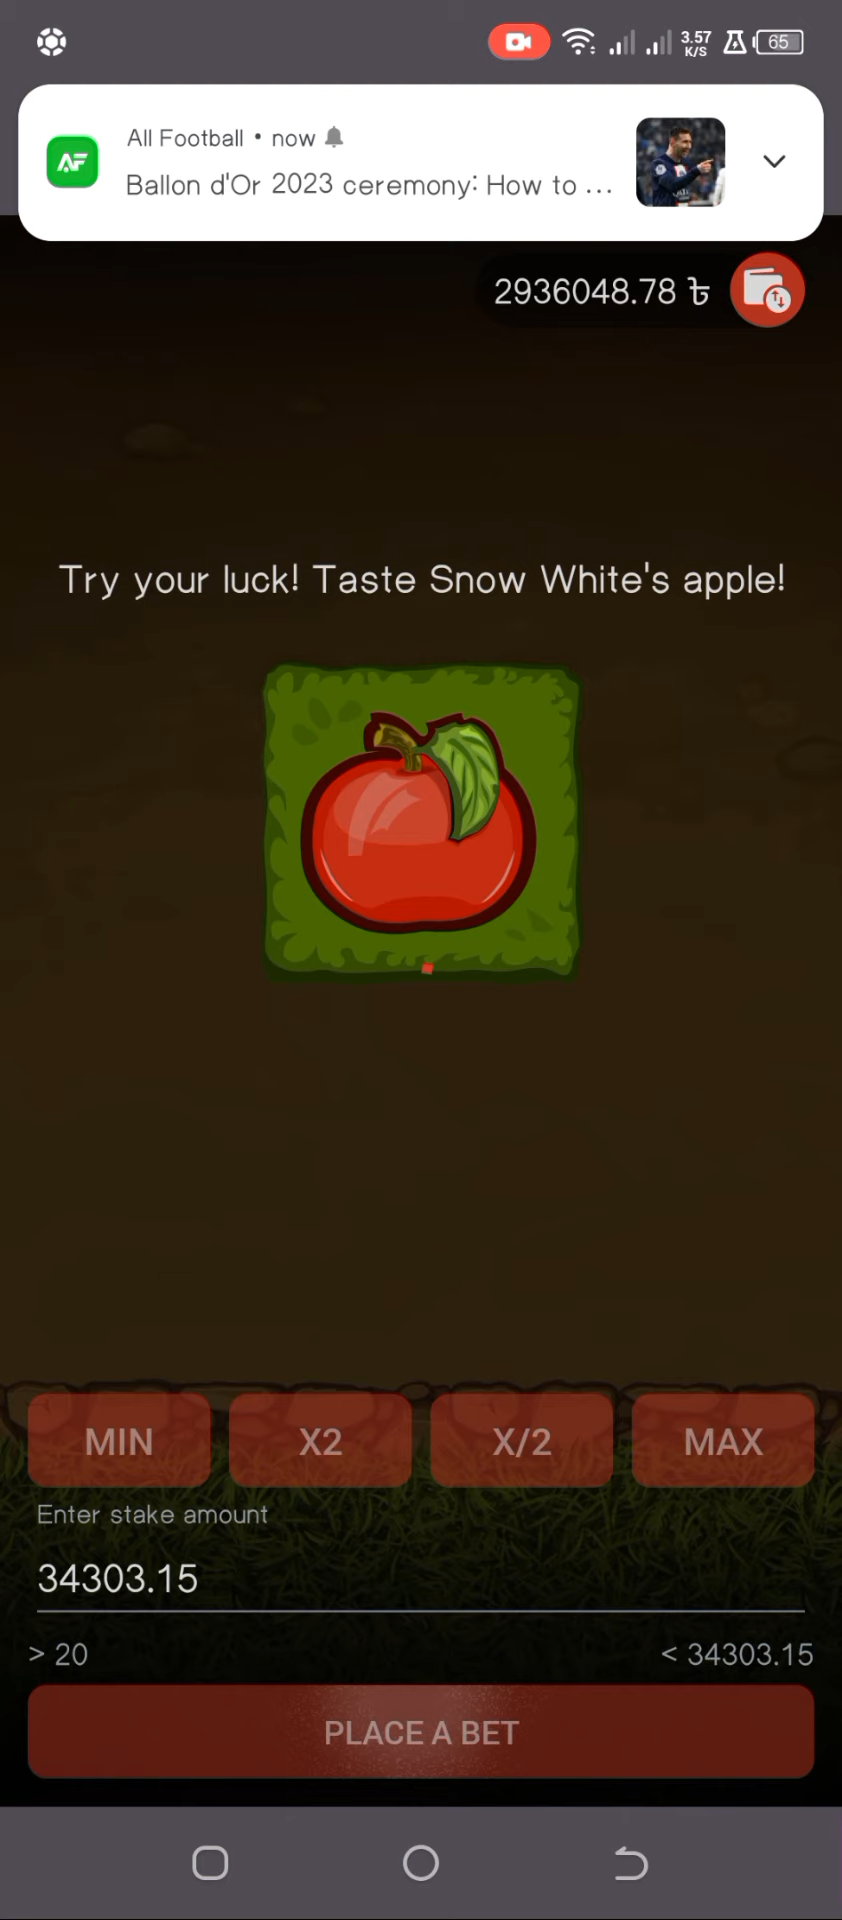 3.57
K/S
65
AF
All Football • now
Ballon d'Or 2023 ceremony: How to ...
2936048.78 ৳
Try your luck! Taste Snow White's apple!
MIN
X2
X/2
MAX
Enter stake amount
34303.15
> 20
< 34303.15
PLACE A BET